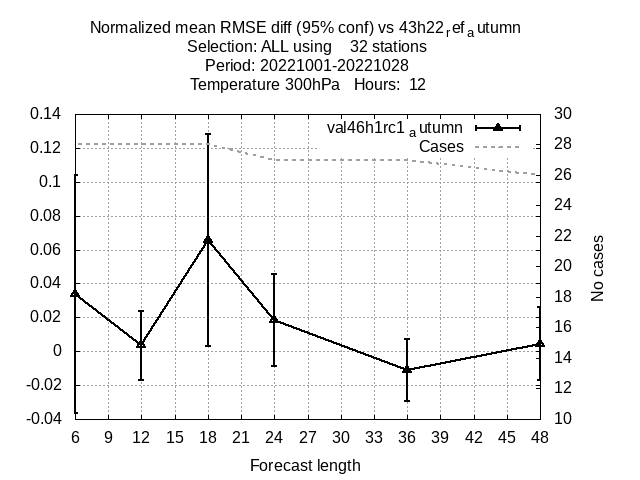 Normalized mean RMSE diff (95% conf) vs 43h22refautumn
Selection: ALL using 32 stations
Period: 20221001-20221028
Temperature 300hPa Hours: 12
val46h1rc1autumn
Cases
0.14
0.12
0.1
0.08
0.06
0.04
0.02
0
-0.02
-0.04
30
28
26
24
22
20
18
16
14
12
10
No cases
6 9 12 15 18 21 24 27 30 33 36 39 42 45 48
Forecast length